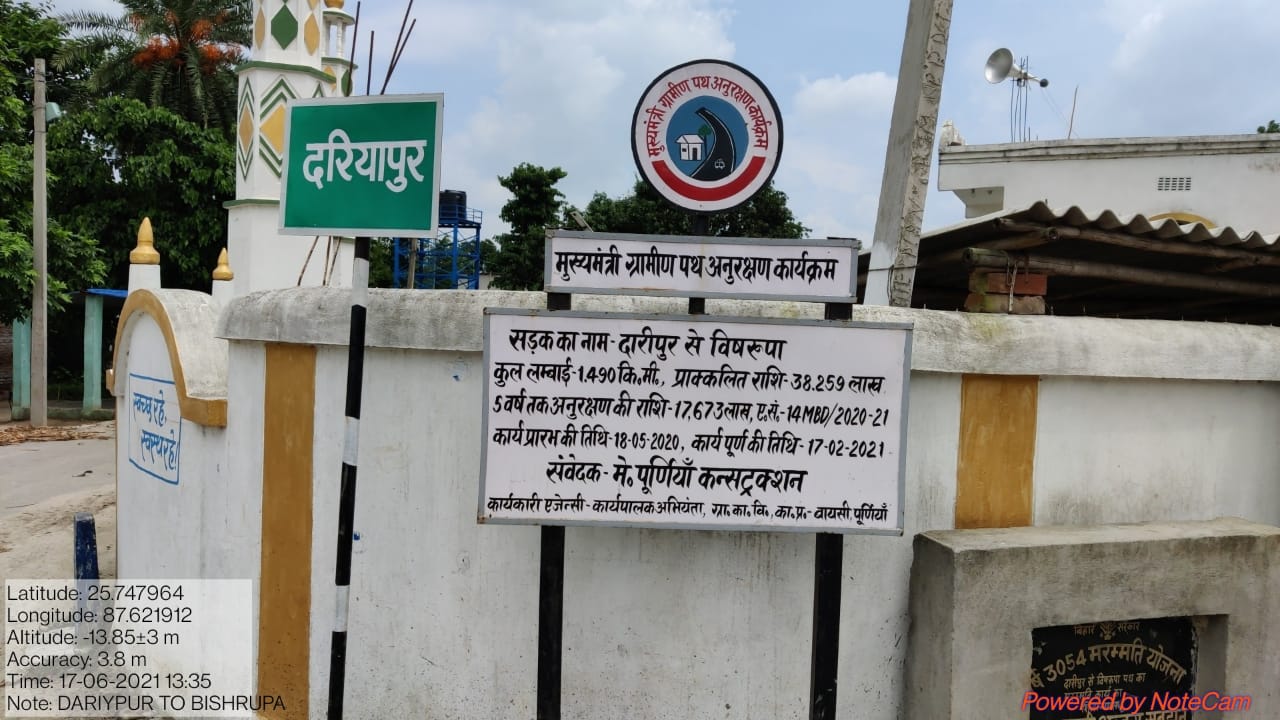 दरियापुर
मुख्यमंत्री ग्रामीण पथ अनुरक्षण कार्यक्रम
मुख्यमंत्री ग्रामीण पथ अनुरक्षण कार्यक्रम
सड़क का नाम-दारीपुर से विषरूपा
कुल लम्बाई-1.490 कि.मी., प्राक्कलित राशि-38.259 लाख
5 वर्ष तक अनुरक्षण की राशि-17,673 लाख, ए.सं.-14MBD/2020-21
कार्य प्रारभ की तिथि-18-05-2020, कार्य पूर्ण की तिथि-17-02-2021
संवेदक-मे. पूर्णियाँ कन्सट्रक्शन
कार्यकारी एजेन्सी-कार्यपालक अभियंता, ग्रा.का.वि., का.प्र.-वायसी, पूर्णियाँ
स्वच्छ रहे,
स्वस्थ रहे।
बिहार सरकार
3054 मरम्मति योजना
दारीपुर से विषरूपा पथ का
Latitude: 25.747964
Longitude: 87.621912
Altitude: -13.85±3 m
Accuracy: 3.8 m
Time: 17-06-2021 13:35
Note: DARIYPUR TO BISHRUPA
Powered by NoteCam